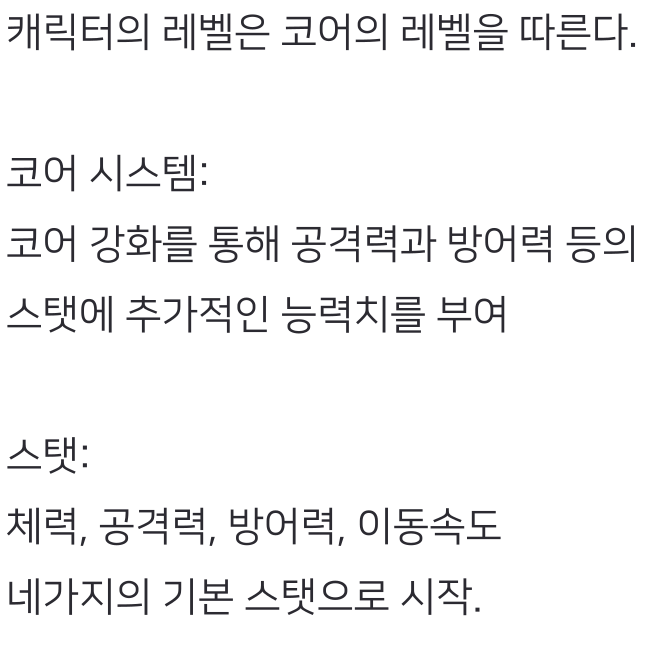 캐릭터의 레벨은 코어의 레벨을 따른다.
코어 시스템:
코어 강화를 통해 공격력과 방어력 등의
스탯에 추가적인 능력치를 부여
스탯:
체력, 공격력, 방어력, 이동속도
네가지의 기본 스탯으로 시작.